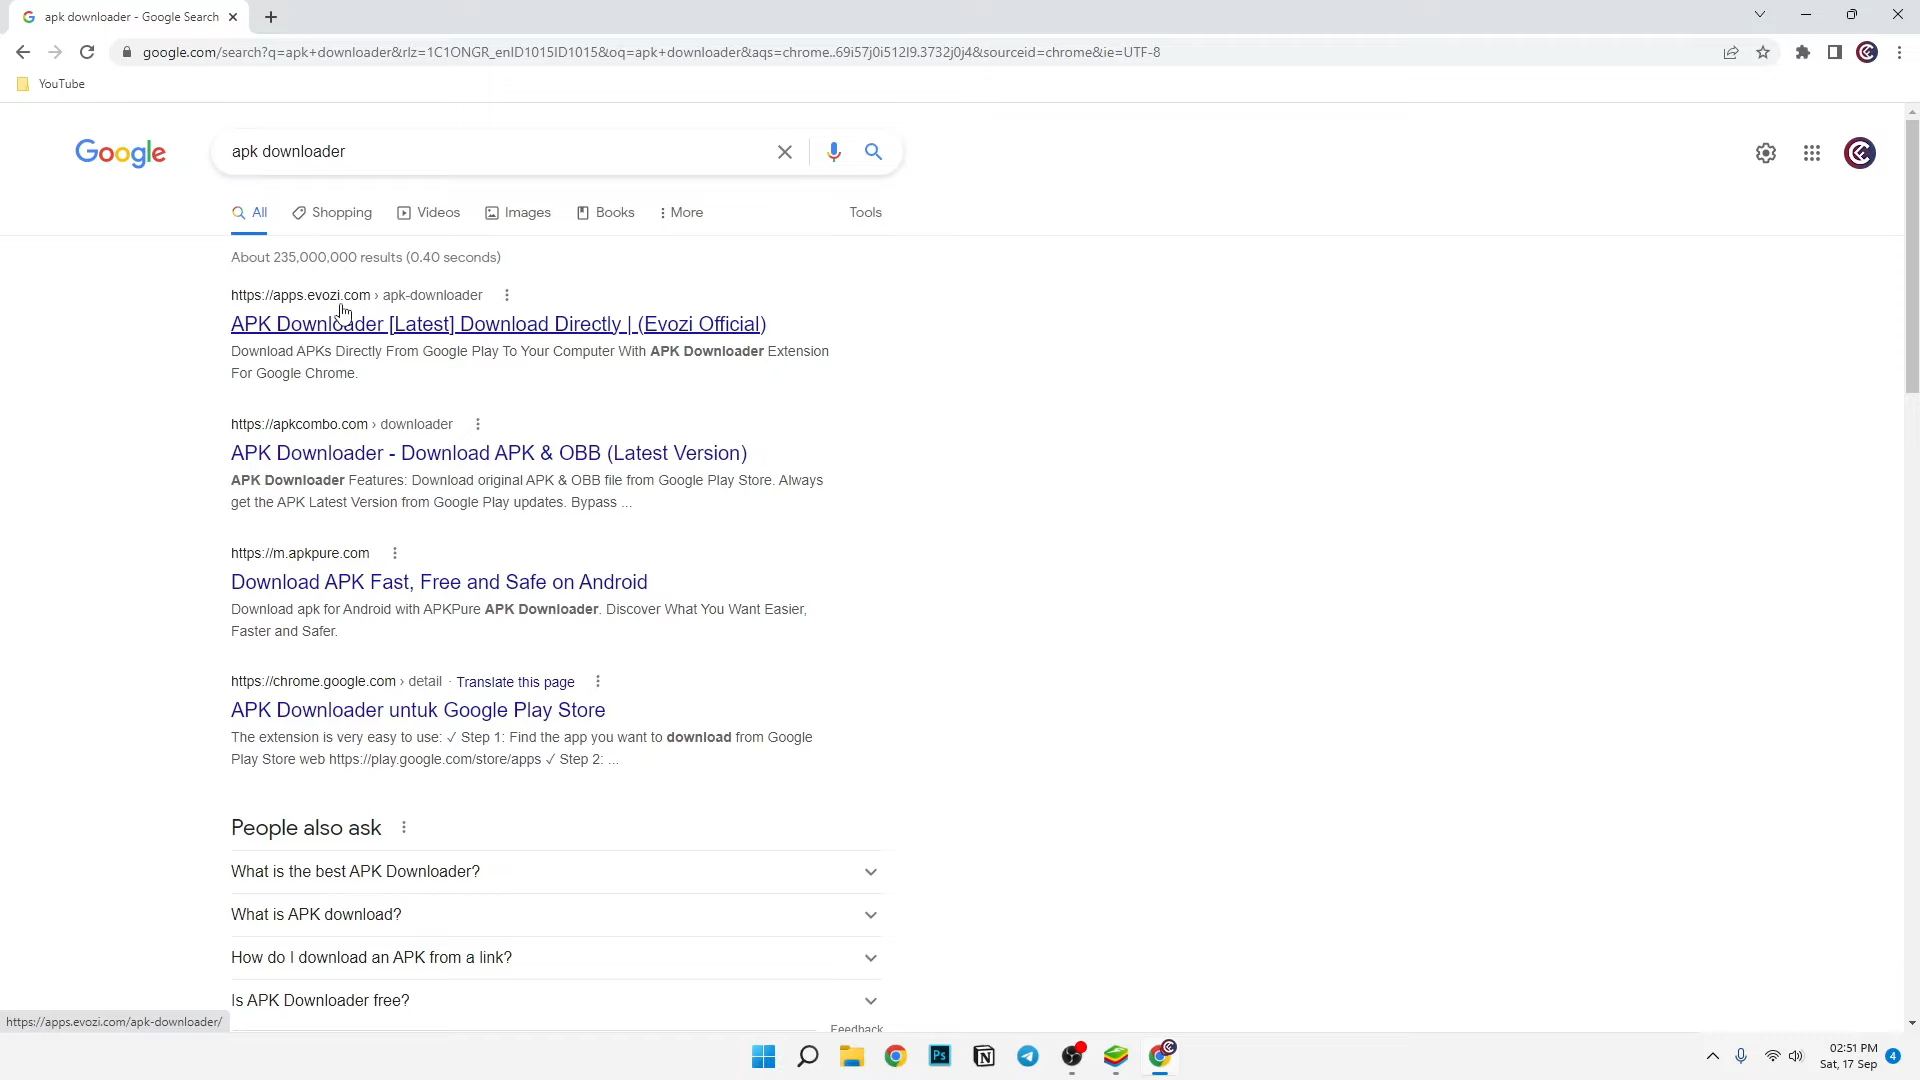 apk downloader - Google Search
google.com/search?q=apk+downloader&rlz=1C1ONGR_enID1015ID1015&oq=apk+downloader&aqs=chrome..69i57j0i512l9.3732j0j4&sourceid=chrome&ie=UTF-8
YouTube
Google
apk downloader
All Shopping Videos Images Books More Tools
About 235,000,000 results (0.40 seconds)
https://apps.evozi.com › apk-downloader
APK Downloader [Latest] Download Directly | (Evozi Official)
Download APKs Directly From Google Play To Your Computer With APK Downloader Extension
For Google Chrome.
https://apkcombo.com › downloader
APK Downloader - Download APK & OBB (Latest Version)
APK Downloader Features: Download original APK & OBB file from Google Play Store. Always
get the APK Latest Version from Google Play updates. Bypass ...
https://m.apkpure.com
Download APK Fast, Free and Safe on Android
Download apk for Android with APKPure APK Downloader. Discover What You Want Easier,
Faster and Safer.
https://chrome.google.com › detail · Translate this page
APK Downloader untuk Google Play Store
The extension is very easy to use: ✓ Step 1: Find the app you want to download from Google
Play Store web https://play.google.com/store/apps ✓ Step 2: ...
People also ask
What is the best APK Downloader?
What is APK download?
How do I download an APK from a link?
Is APK Downloader free?
Feedback
https://apps.evozi.com/apk-downloader/
Ps
02:51 PM
Sat, 17 Sep
4